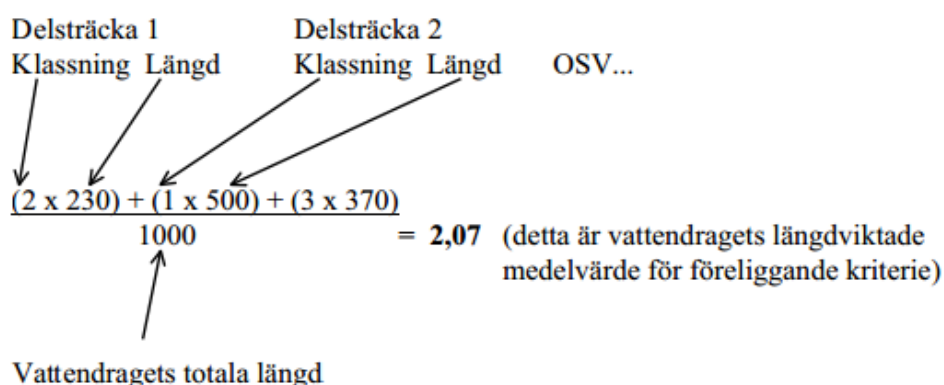 Delsträcka 1 Delsträcka 2
Klassning Längd Klassning Längd OSV...
(2 x 230) + (1 x 500) + (3 x 370)
1000 = 2,07 (detta är vattendragets längdviktade
medelvärde för föreliggande kriterie)
Vattendragets totala längd